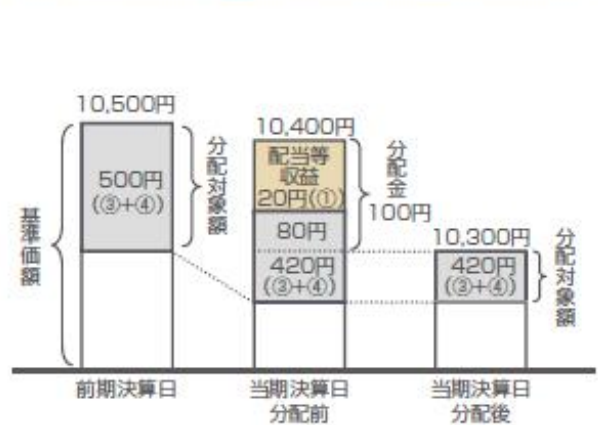 10,500円
500円
(③+④)
分配対象額
基準価額
前期決算日
10,400円
配当等
収益
20円(①)
80円
420円
(③+④)
分配金
100円
当期決算日
分配前
10,300円
420円
(③+④)
分配対象額
当期決算日
分配後